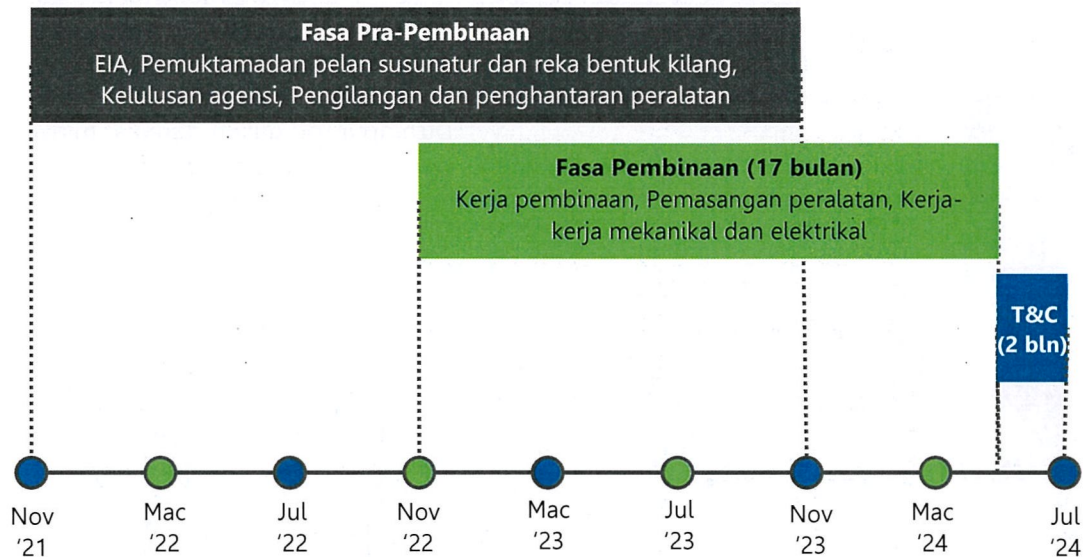 Fasa Pra-Pembinaan
EIA, Pemuktamadan pelan susunatur dan reka bentuk kilang,
Kelulusan agensi, Pengilangan dan penghantaran peralatan
Fasa Pembinaan (17 bulan)
Kerja pembinaan, Pemasangan peralatan, Kerja-
kerja mekanikal dan elektrikal
T&C
(2 bln)
Nov Mac Jul Nov Mac Jul Nov Mac Jul
'21 '22 '22 '22 '23 '23 '23 '24 '24